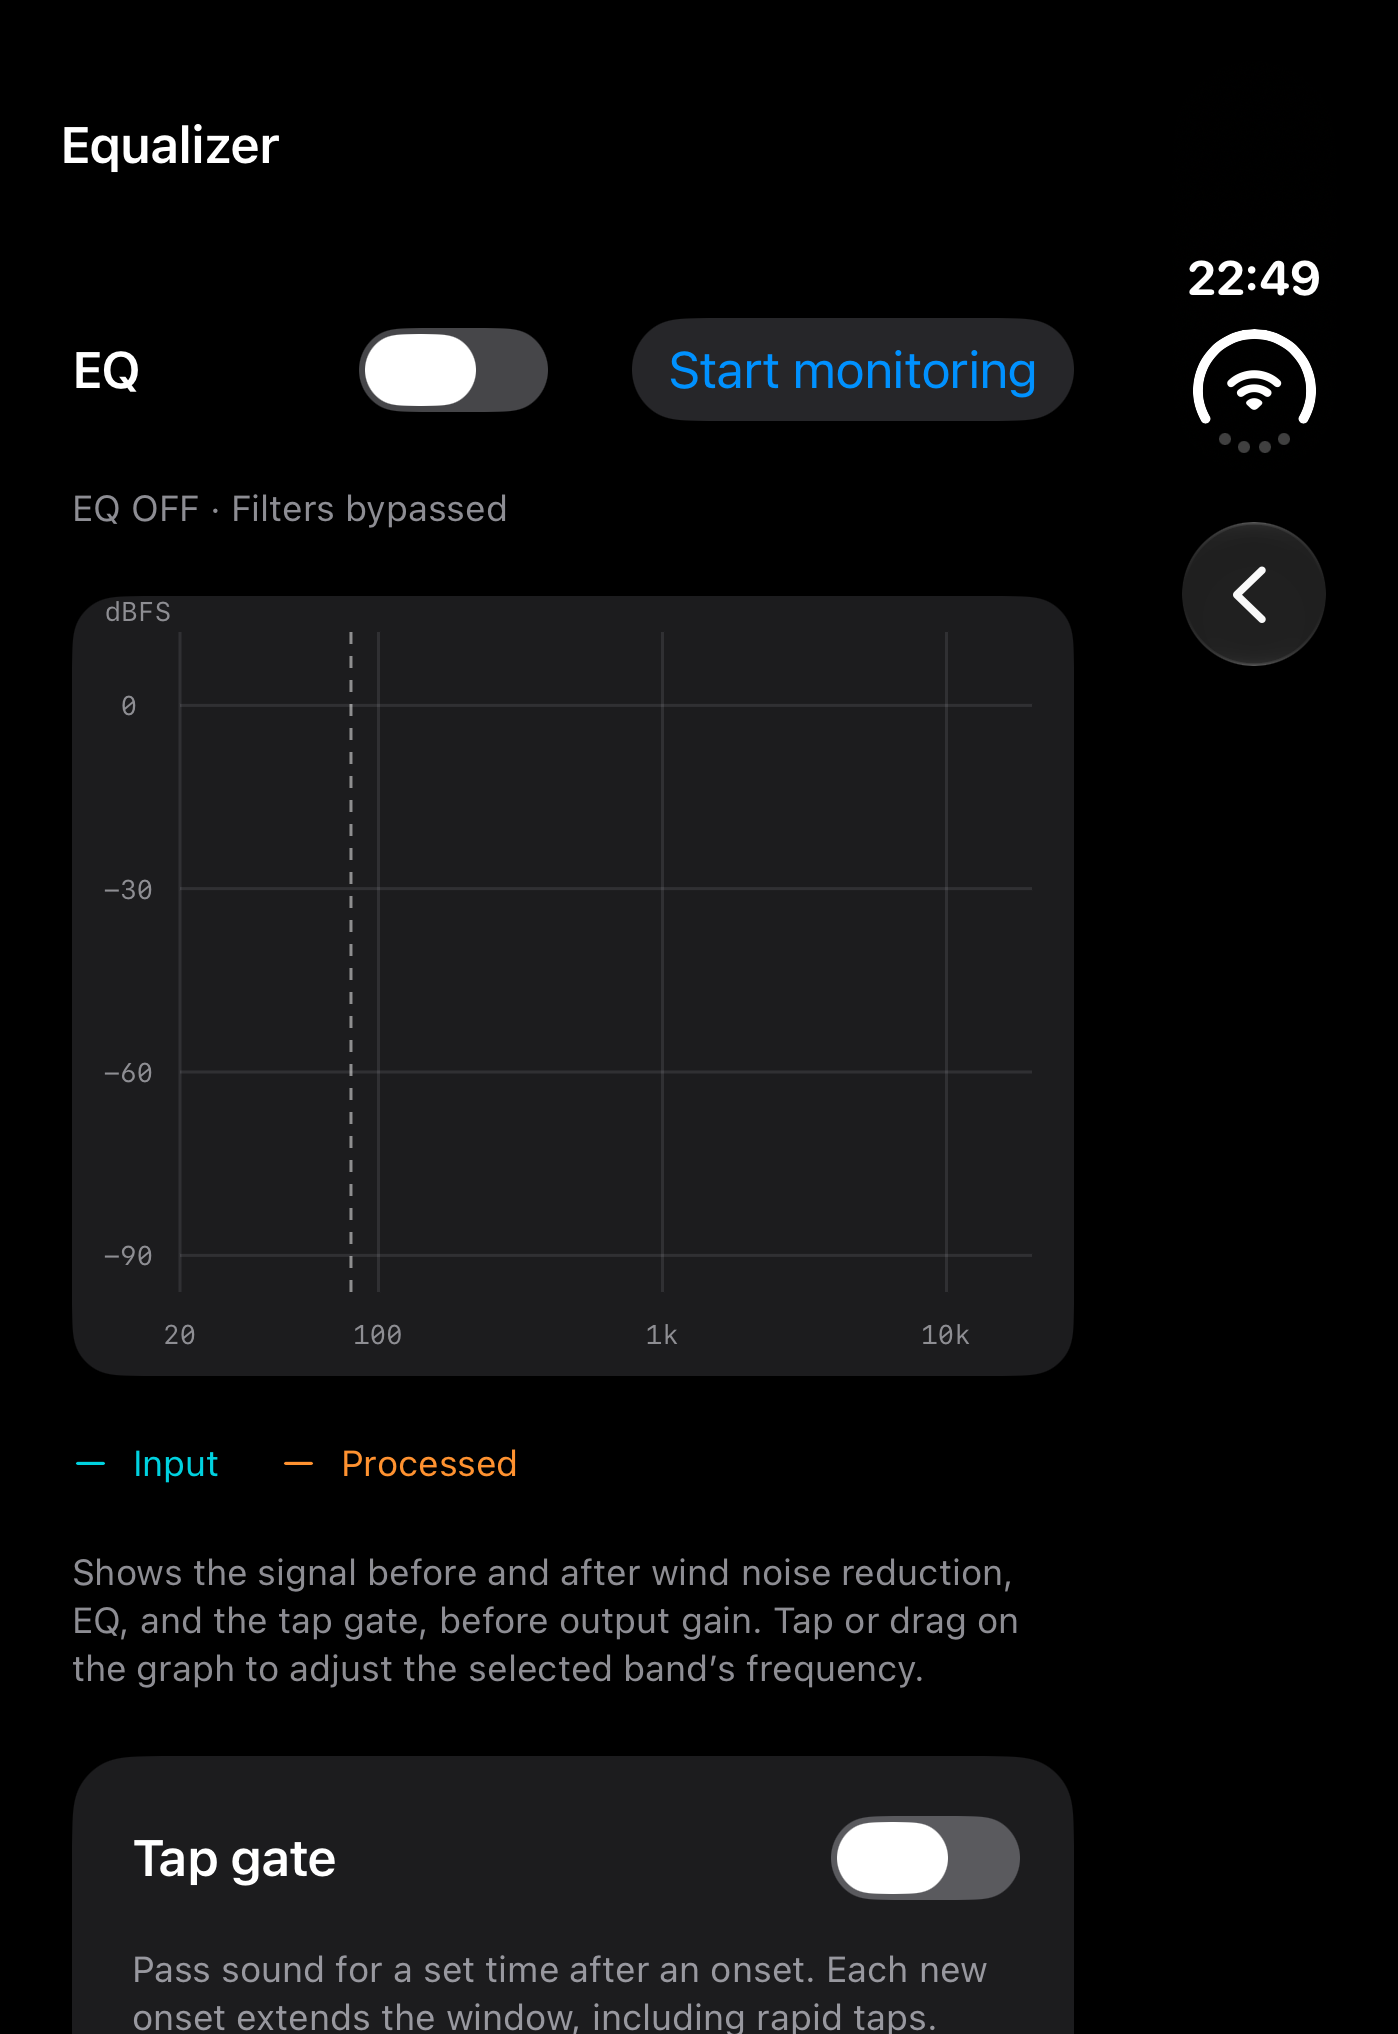 Equalizer
22:49
EQ
Start monitoring
EQ OFF · Filters bypassed
dBFS
0
−30
−60
−90
20 100 1k 10k
Input Processed
Shows the signal before and after wind noise reduction,
EQ, and the tap gate, before output gain. Tap or drag on
the graph to adjust the selected band’s frequency.
Tap gate
Pass sound for a set time after an onset. Each new
onset extends the window, including rapid taps.